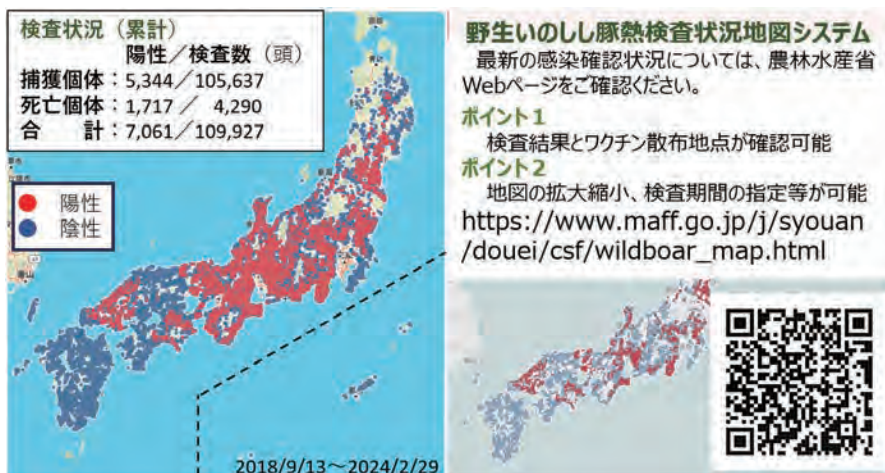 検査状況（累計）
陽性／検査数（頭）
捕獲個体：5,344／105,637
死亡個体：1,717／ 4,290
合　　計：7,061／109,927
陽性
陰性
2018/9/13～2024/2/29
野生いのしし豚熱検査状況地図システム
最新の感染確認状況については、農林水産省
Webページをご確認ください。
ポイント１
検査結果とワクチン散布地点が確認可能
ポイント２
地図の拡大縮小、検査期間の指定等が可能
https://www.maff.go.jp/j/syouan
/douei/csf/wildboar_map.html